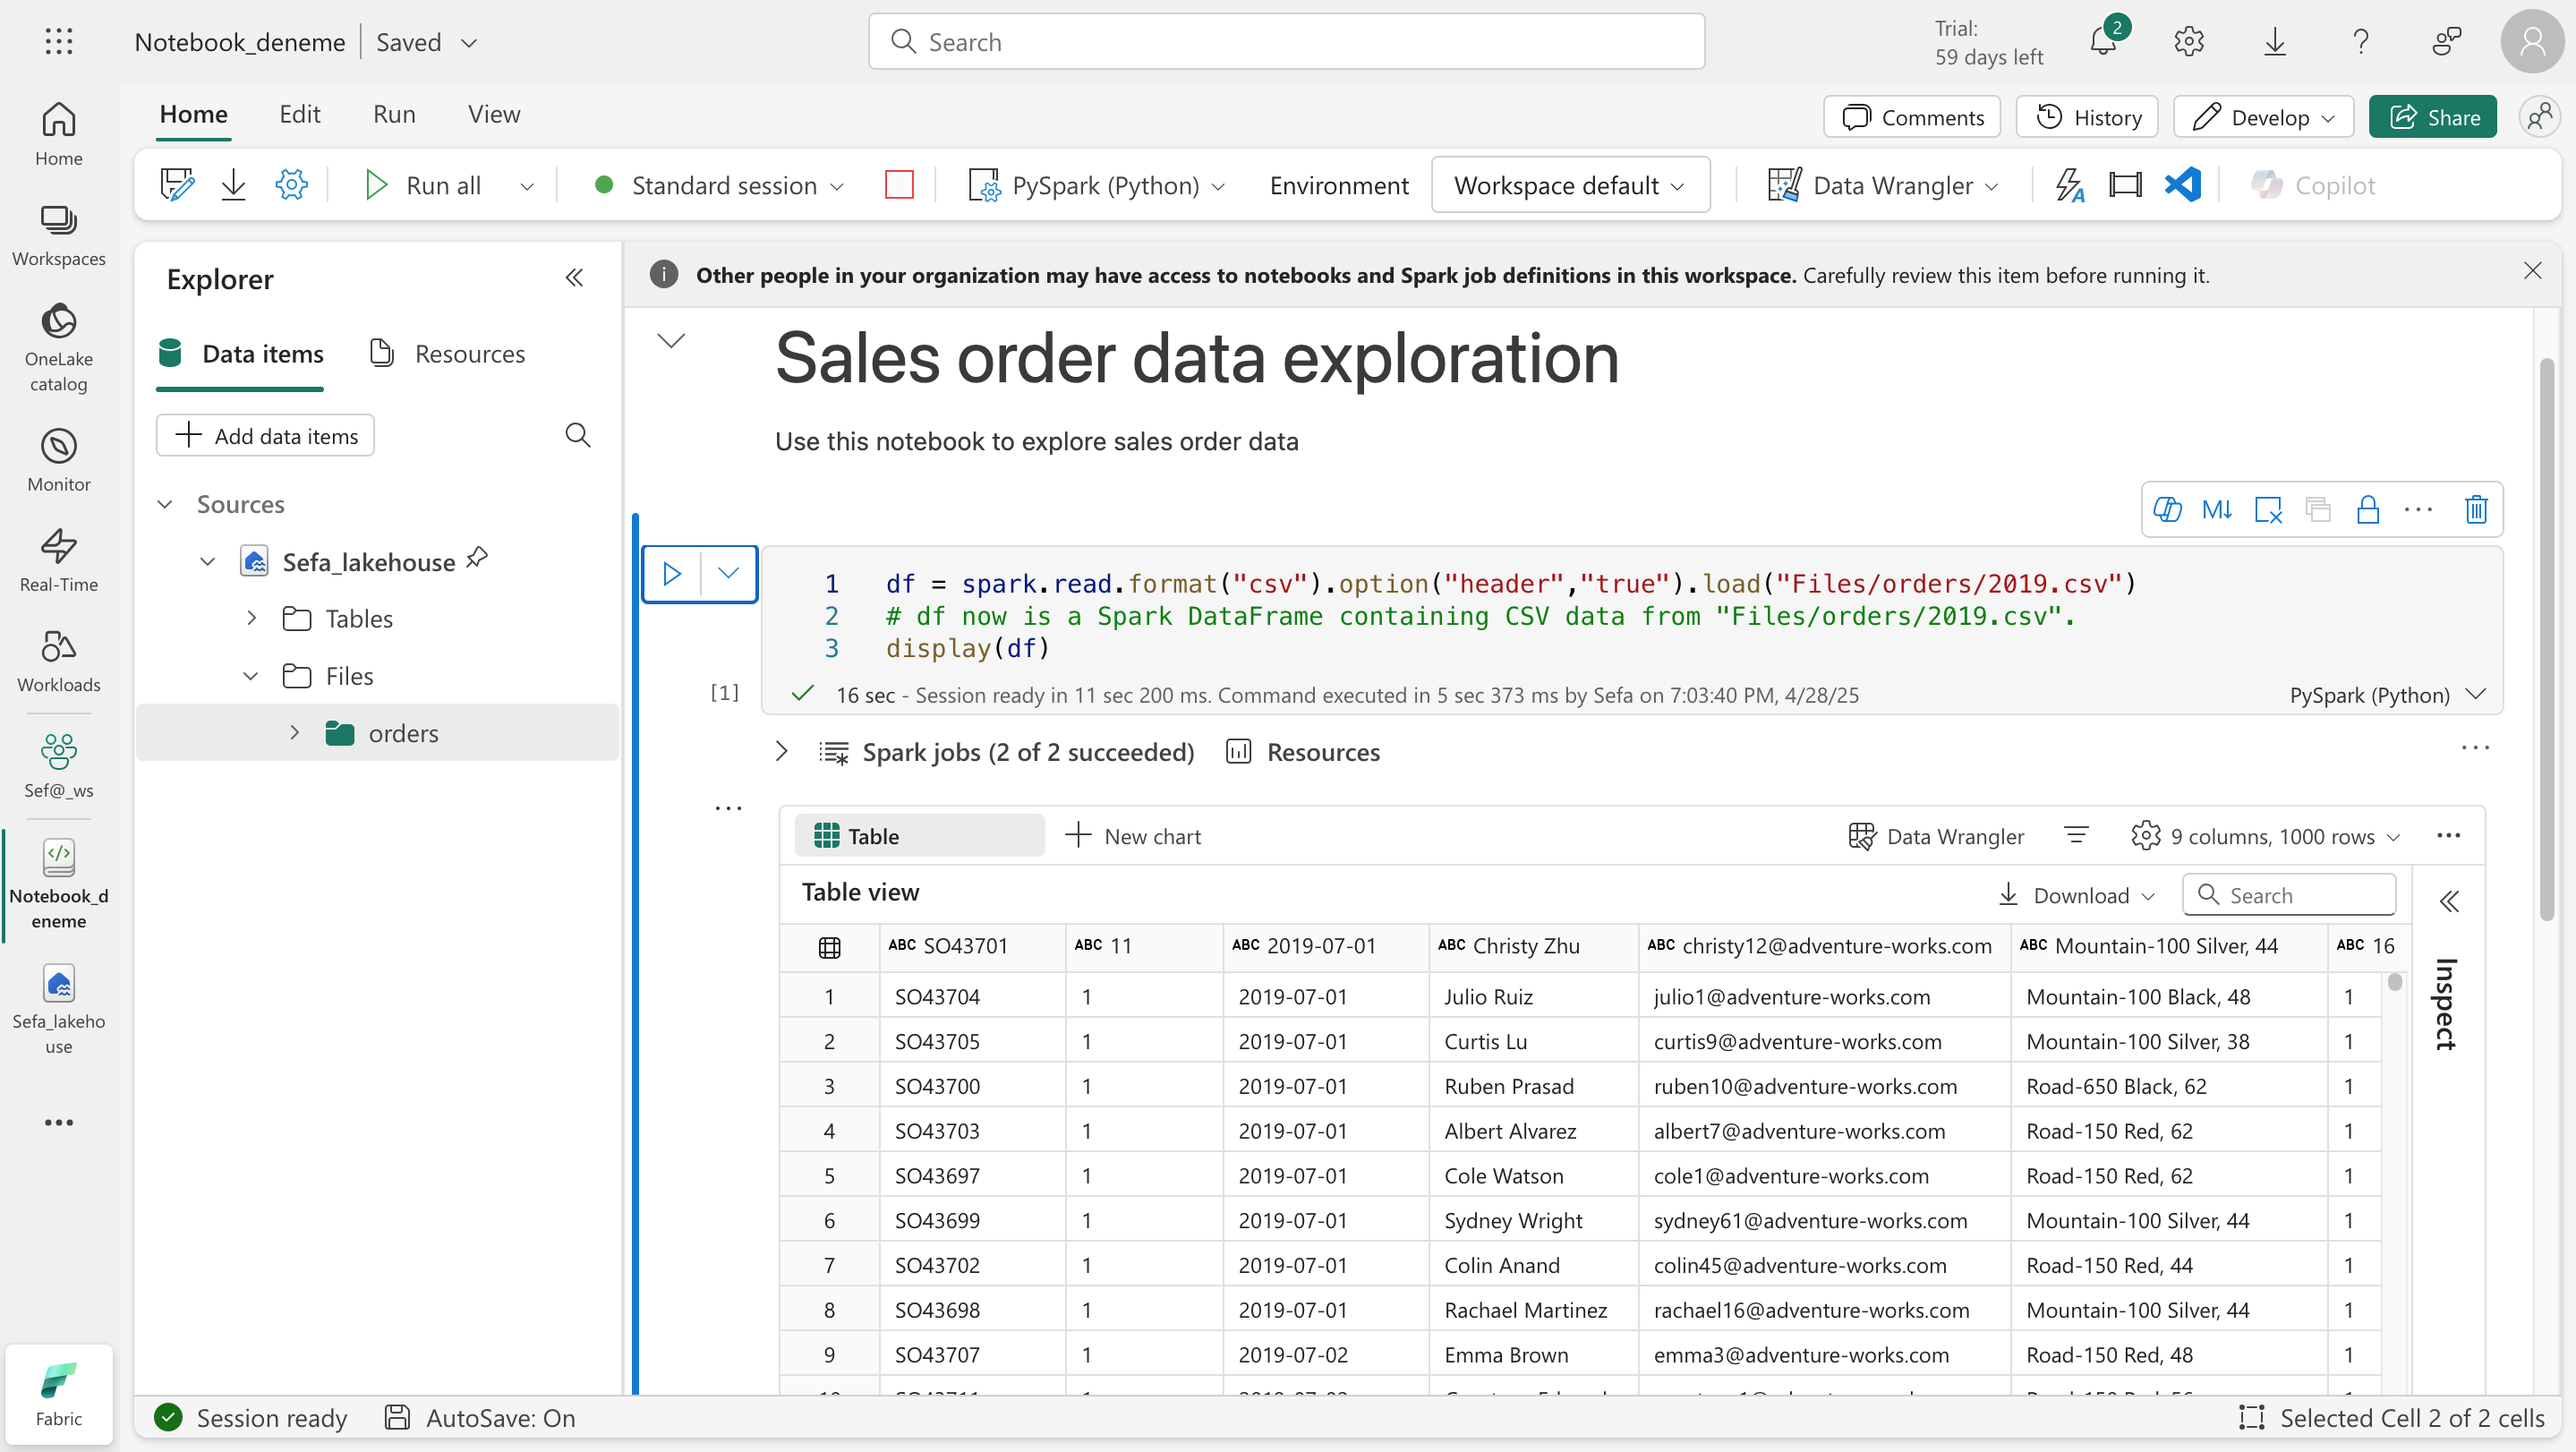 Notebook_deneme
Saved
Search
Trial:
59 days left
2
Home
Edit
Run
View
Comments
History
Develop
Share
Run all
Standard session
PySpark (Python)
Environment
Workspace default
Data Wrangler
Copilot
Home
Workspaces
OneLake
catalog
Monitor
Real-Time
Workloads
Sef@_ws
Notebook_d
eneme
Sefa_lakeho
use
Fabric
Explorer
Data items
Resources
Add data items
Sources
Sefa_lakehouse
Tables
Files
orders
Other people in your organization may have access to notebooks and Spark job definitions in this workspace. Carefully review this item before running it.
Sales order data exploration
Use this notebook to explore sales order data
M↓
1 df = spark.read.format("csv").option("header","true").load("Files/orders/2019.csv")
2 # df now is a Spark DataFrame containing CSV data from "Files/orders/2019.csv".
3 display(df)
[1]
16 sec - Session ready in 11 sec 200 ms. Command executed in 5 sec 373 ms by Sefa on 7:03:40 PM, 4/28/25
PySpark (Python)
Spark jobs (2 of 2 succeeded)
Resources
Table
New chart
Data Wrangler
9 columns, 1000 rows
Table view
Download
Search
Inspect
ABC SO43701 ABC 11 ABC 2019-07-01 ABC Christy Zhu ABC christy12@adventure-works.com ABC Mountain-100 Silver, 44 ABC 16
1 SO43704 1 2019-07-01 Julio Ruiz julio1@adventure-works.com Mountain-100 Black, 48 1
2 SO43705 1 2019-07-01 Curtis Lu curtis9@adventure-works.com Mountain-100 Silver, 38 1
3 SO43700 1 2019-07-01 Ruben Prasad ruben10@adventure-works.com Road-650 Black, 62 1
4 SO43703 1 2019-07-01 Albert Alvarez albert7@adventure-works.com Road-150 Red, 62 1
5 SO43697 1 2019-07-01 Cole Watson cole1@adventure-works.com Road-150 Red, 62 1
6 SO43699 1 2019-07-01 Sydney Wright sydney61@adventure-works.com Mountain-100 Silver, 44 1
7 SO43702 1 2019-07-01 Colin Anand colin45@adventure-works.com Road-150 Red, 44 1
8 SO43698 1 2019-07-01 Rachael Martinez rachael16@adventure-works.com Mountain-100 Silver, 44 1
9 SO43707 1 2019-07-02 Emma Brown emma3@adventure-works.com Road-150 Red, 48 1
Session ready
AutoSave: On
Selected Cell 2 of 2 cells